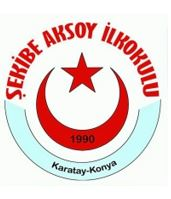 ŞEKİBE AKSOY İLKOKULU
1990
Karatay-Konya